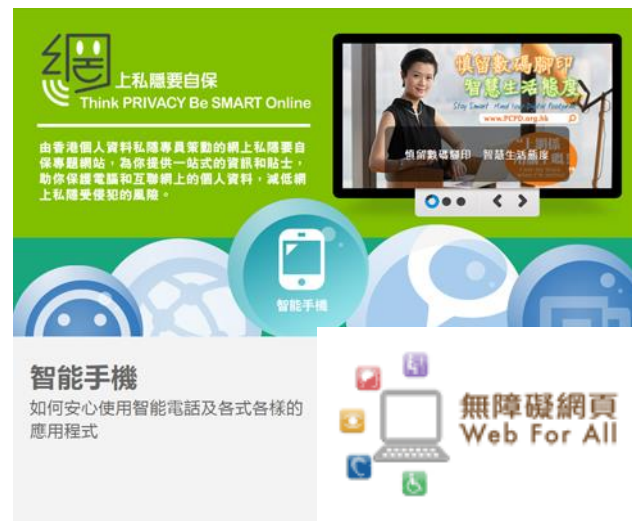 網上私隱要自保
Think PRIVACY Be SMART Online
由香港個人資料私隱專員策動的網上私隱要自
保專題網站，為你提供一站式的資訊和貼士，
助你保護電腦和互聯網上的個人資料，減低網
上私隱受侵犯的風險。
慎留數碼腳印
智慧生活態度
Stay Smart. Mind Your Digital Footprint
www.PCPD.org.hk
慎留數碼腳印 智慧生活態度
智能手機
智能手機
如何安心使用智能電話及各式各樣的
應用程式
無障礙網頁
Web For All